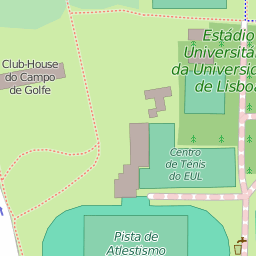 Estádio
Universitá
da Univers
de Lisboa
Club-House
do Campo
de Golfe
Centro
de Ténis
do EUL
Pista de
Atletismo